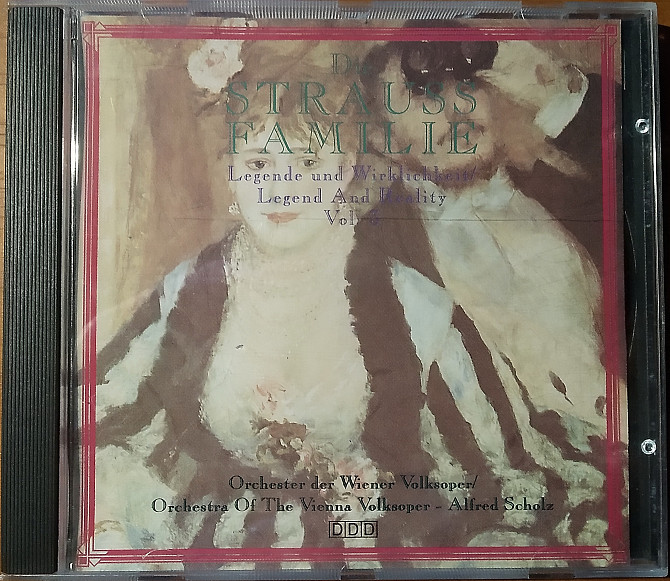 Die
STRAUSS
FAMILIE
Legende und Wirklichkeit/
Legend And Reality
Vol.
Orchester der Wiener Volksoper/
Orchestra Of The Vienna Volksoper - Alfred Scholz
DDD